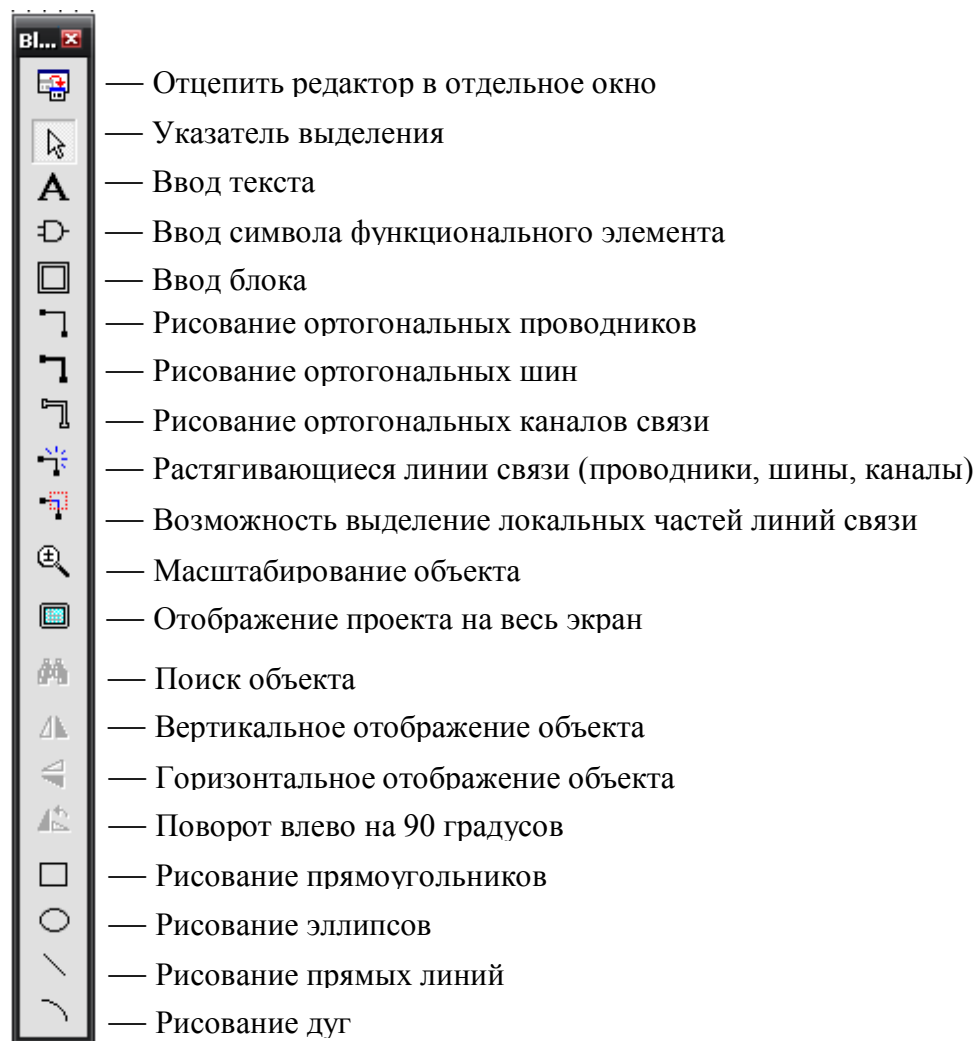 Bl...
— Отцепить редактор в отдельное окно
— Указатель выделения
— Ввод текста
— Ввод символа функционального элемента
— Ввод блока
— Рисование ортогональных проводников
— Рисование ортогональных шин
— Рисование ортогональных каналов связи
— Растягивающиеся линии связи (проводники, шины, каналы)
— Возможность выделение локальных частей линий связи
— Масштабирование объекта
— Отображение проекта на весь экран
— Поиск объекта
— Вертикальное отображение объекта
— Горизонтальное отображение объекта
— Поворот влево на 90 градусов
— Рисование прямоугольников
— Рисование эллипсов
— Рисование прямых линий
— Рисование дуг